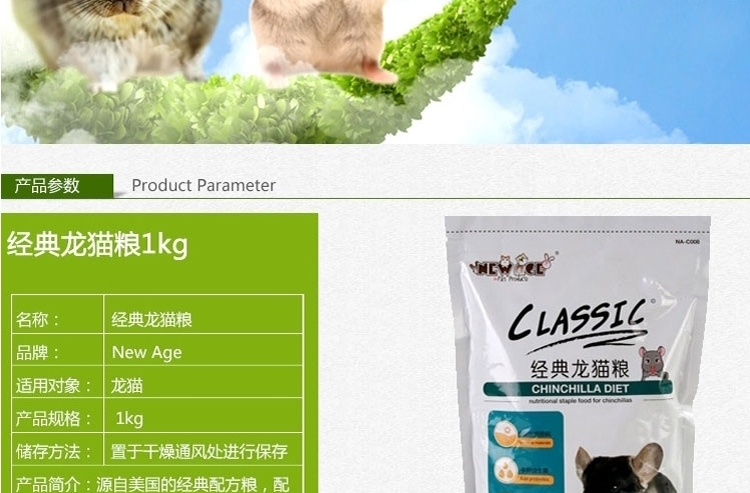 产品参数 Product Parameter
经典龙猫粮1kg
名称： 经典龙猫粮
品牌： New Age
适用对象： 龙猫
产品规格： 1kg
储存方法： 置于干燥通风处进行保存
产品简介：源自美国的经典配方粮，配
NA-C006
NEW AGE
Pet Products
CLASSIC
经典龙猫粮
CHINCHILLA DIET
nutritional staple food for chinchillas